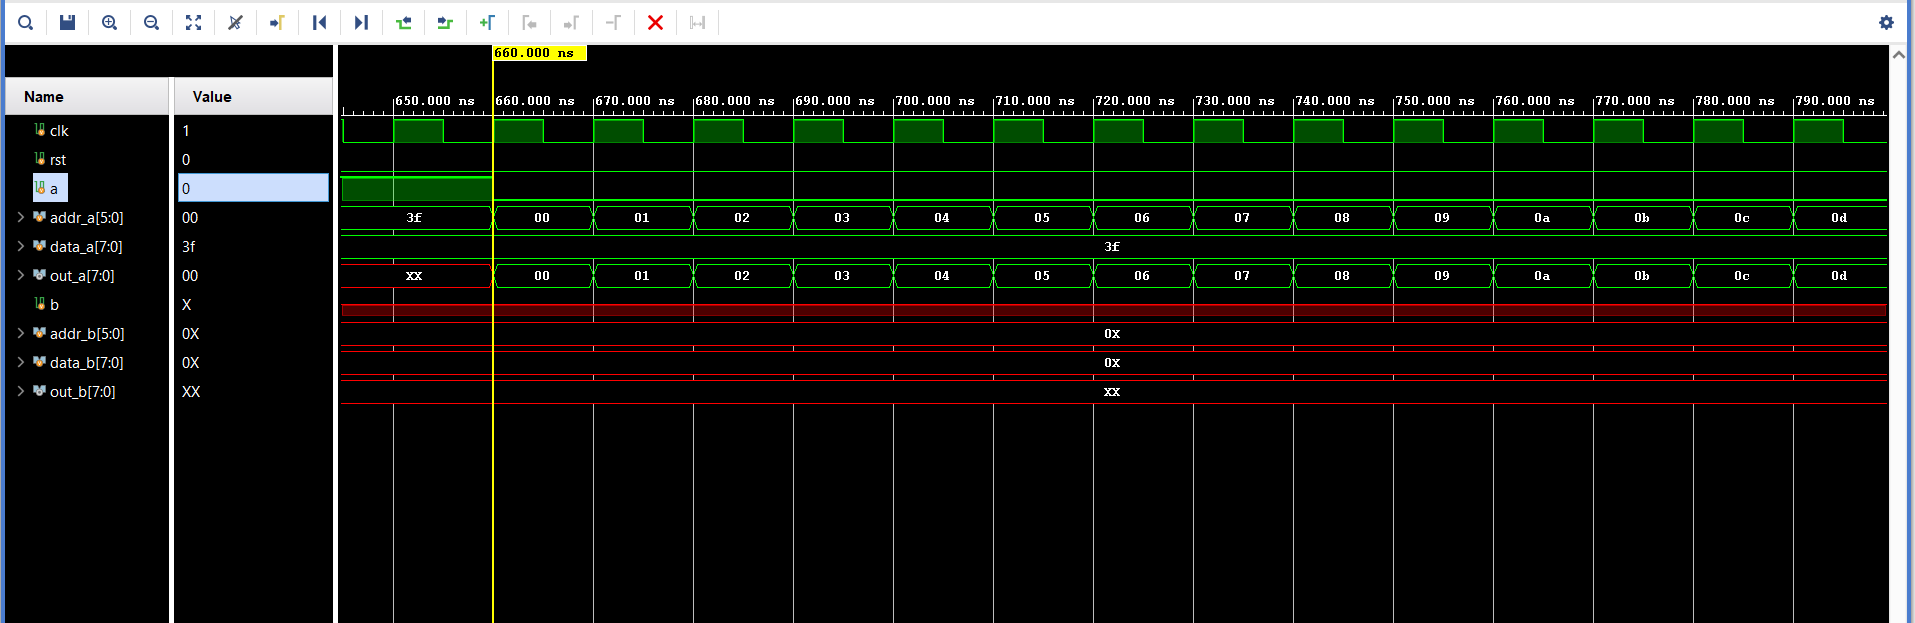 660.000 ns
Name Value
650.000 ns 660.000 ns 670.000 ns 680.000 ns 690.000 ns 700.000 ns 710.000 ns 720.000 ns 730.000 ns 740.000 ns 750.000 ns 760.000 ns 770.000 ns 780.000 ns 790.000 ns
clk 1
rst 0
a 0
addr_a[5:0] 00 3f 00 01 02 03 04 05 06 07 08 09 0a 0b 0c 0d
data_a[7:0] 3f 3f
out_a[7:0] 00 XX 00 01 02 03 04 05 06 07 08 09 0a 0b 0c 0d
b X
addr_b[5:0] 0X 0X
data_b[7:0] 0X 0X
out_b[7:0] XX XX